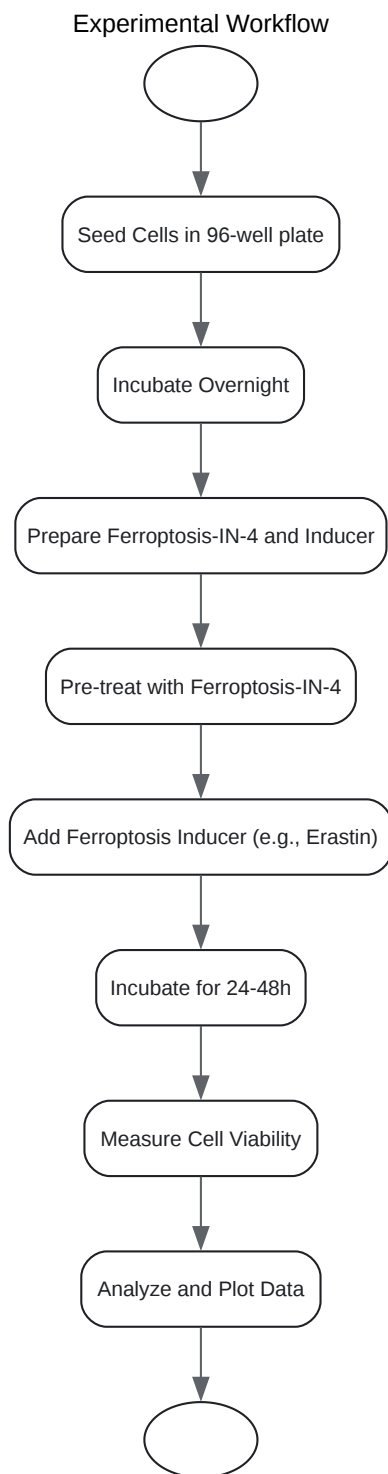 Experimental Workflow
Seed Cells in 96-well plate
Incubate Overnight
Prepare Ferroptosis-IN-4 and Inducer
Pre-treat with Ferroptosis-IN-4
Add Ferroptosis Inducer (e.g., Erastin)
Incubate for 24-48h
Measure Cell Viability
Analyze and Plot Data